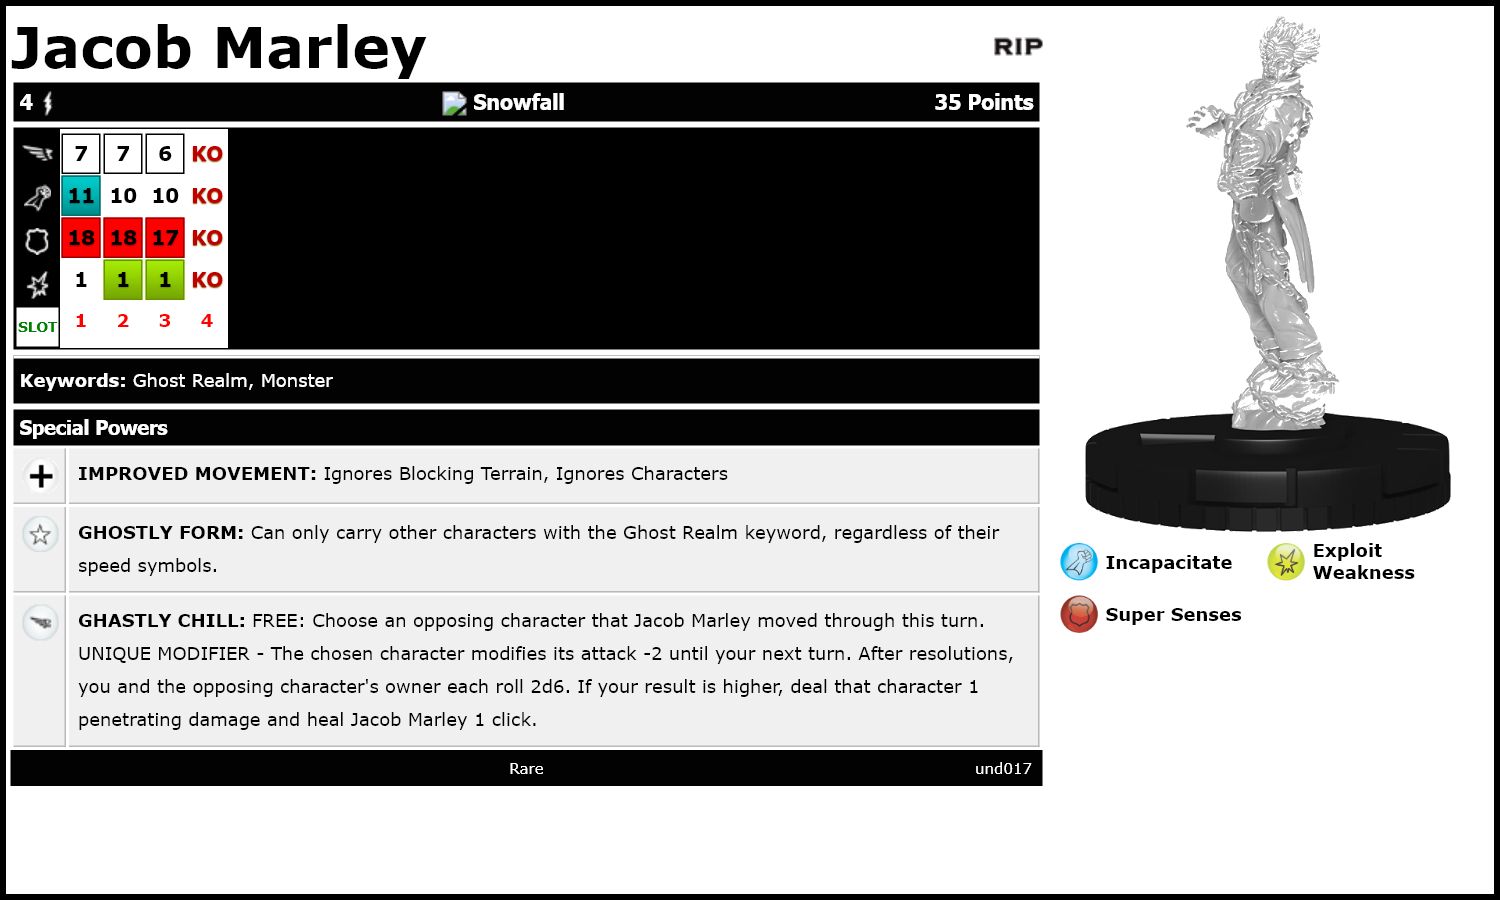 Jacob Marley
RIP
4 Snowfall 35 Points
7 7 6 KO
11 10 10 KO
18 18 17 KO
1 1 1 KO
SLOT 1 2 3 4
Keywords: Ghost Realm, Monster
Special Powers
IMPROVED MOVEMENT: Ignores Blocking Terrain, Ignores Characters
GHOSTLY FORM: Can only carry other characters with the Ghost Realm keyword, regardless of their
speed symbols.
GHASTLY CHILL: FREE: Choose an opposing character that Jacob Marley moved through this turn.
UNIQUE MODIFIER - The chosen character modifies its attack -2 until your next turn. After resolutions,
you and the opposing character's owner each roll 2d6. If your result is higher, deal that character 1
penetrating damage and heal Jacob Marley 1 click.
Rare und017
Incapacitate
Exploit
Weakness
Super Senses